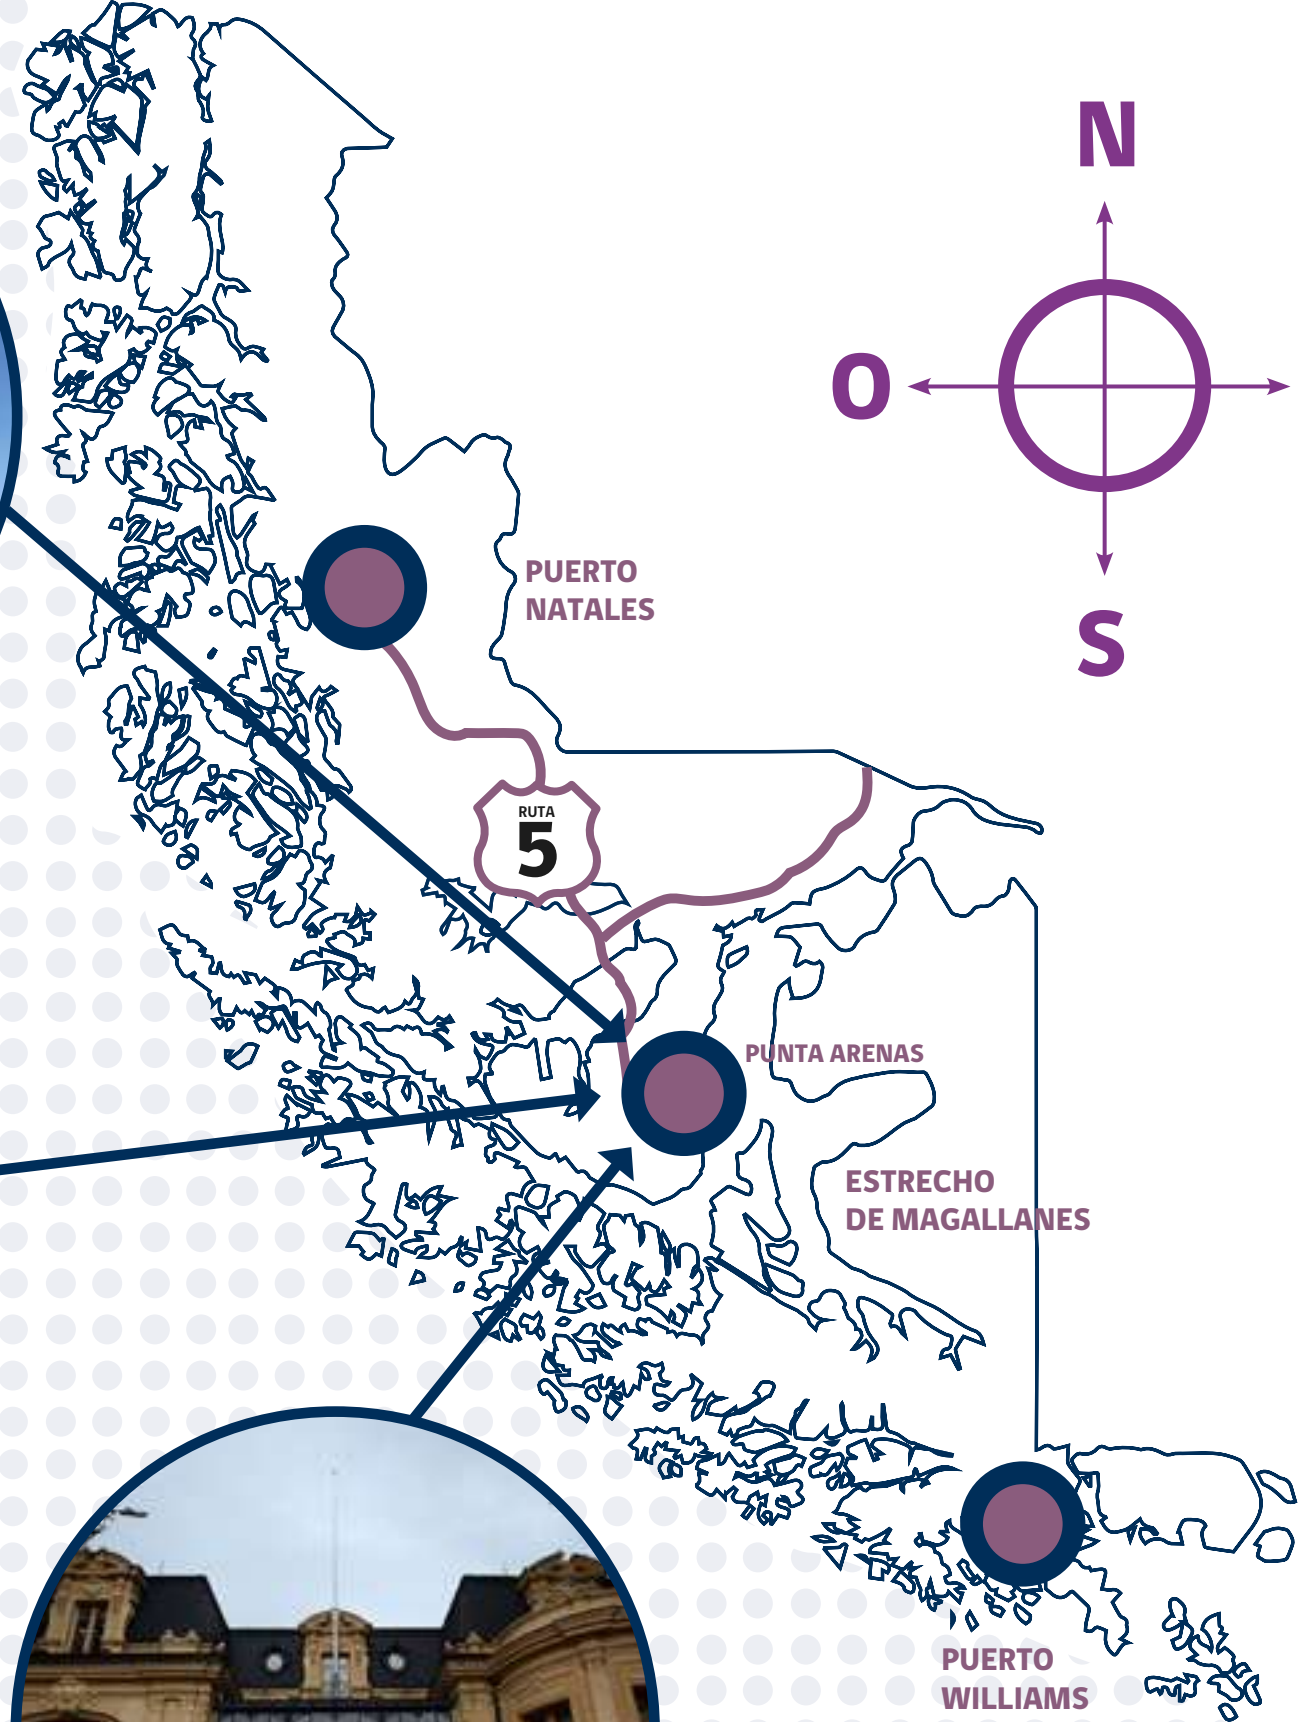 N
O
S
PUERTO
NATALES
RUTA
5
PUNTA ARENAS
ESTRECHO
DE MAGALLANES
PUERTO
WILLIAMS